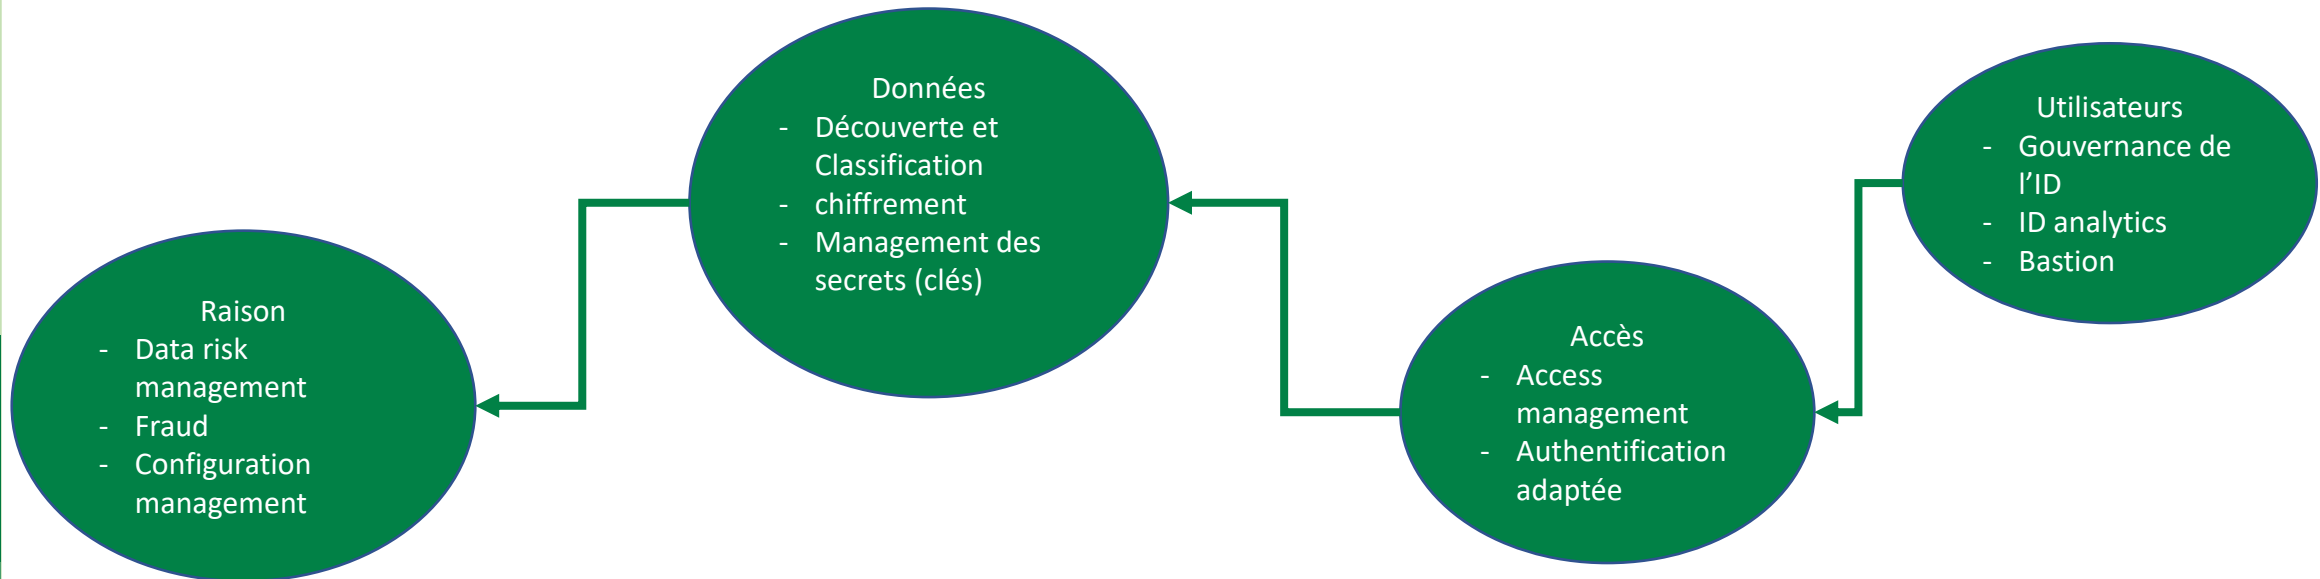 Raison
- Data risk
management
- Fraud
- Configuration
management
Données
- Découverte et
Classification
- chiffrement
- Management des
secrets (clés)
Accès
- Access
management
- Authentification
adaptée
Utilisateurs
- Gouvernance de
l’ID
- ID analytics
- Bastion